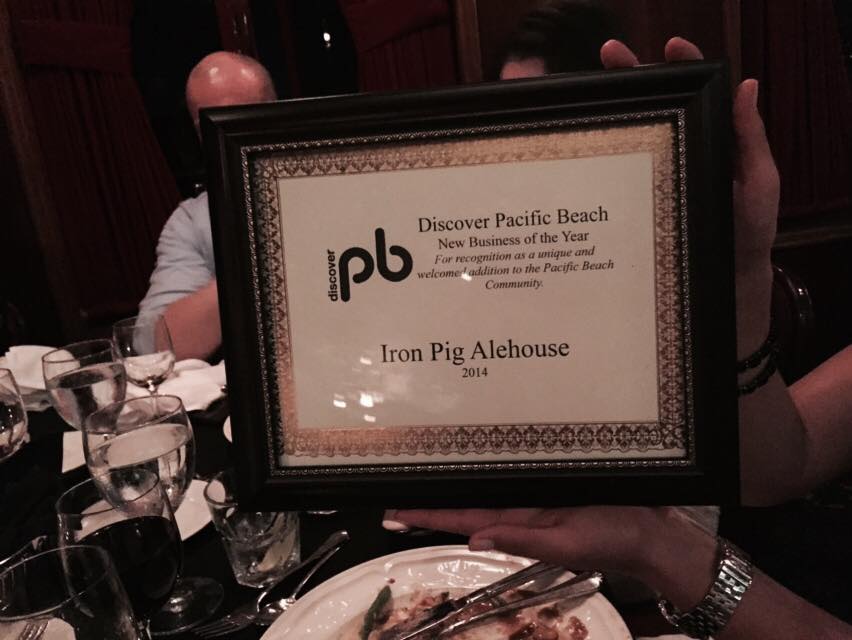 discover
pb
Discover Pacific Beach
New Business of the Year
For recognition as a unique and
welcomed addition to the Pacific Beach
Community.
Iron Pig Alehouse
2014